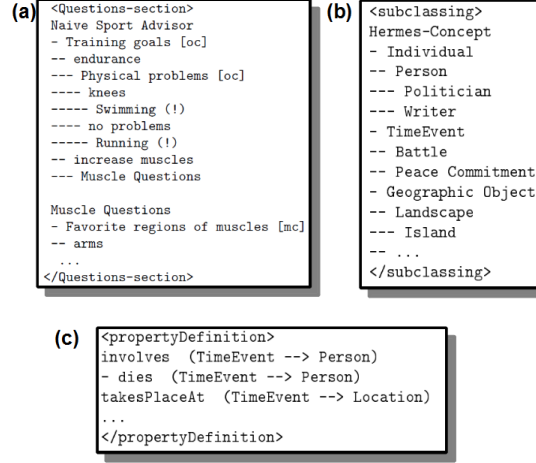 (a)
<Questions-section>
Naive Sport Advisor
- Training goals [oc]
-- endurance
--- Physical problems [oc]
---- knees
----- Swimming (!)
---- no problems
----- Running (!)
-- increase muscles
--- Muscle Questions
Muscle Questions
- Favorite regions of muscles [mc]
-- arms
...
</Questions-section>
(b)
<subclassing>
Hermes-Concept
- Individual
-- Person
--- Politician
--- Writer
- TimeEvent
-- Battle
-- Peace Commitment
- Geographic Object
-- Landscape
--- Island
-- ...
</subclassing>
(c)
<propertyDefinition>
involves (TimeEvent --> Person)
- dies (TimeEvent --> Person)
takesPlaceAt (TimeEvent --> Location)
...
</propertyDefinition>